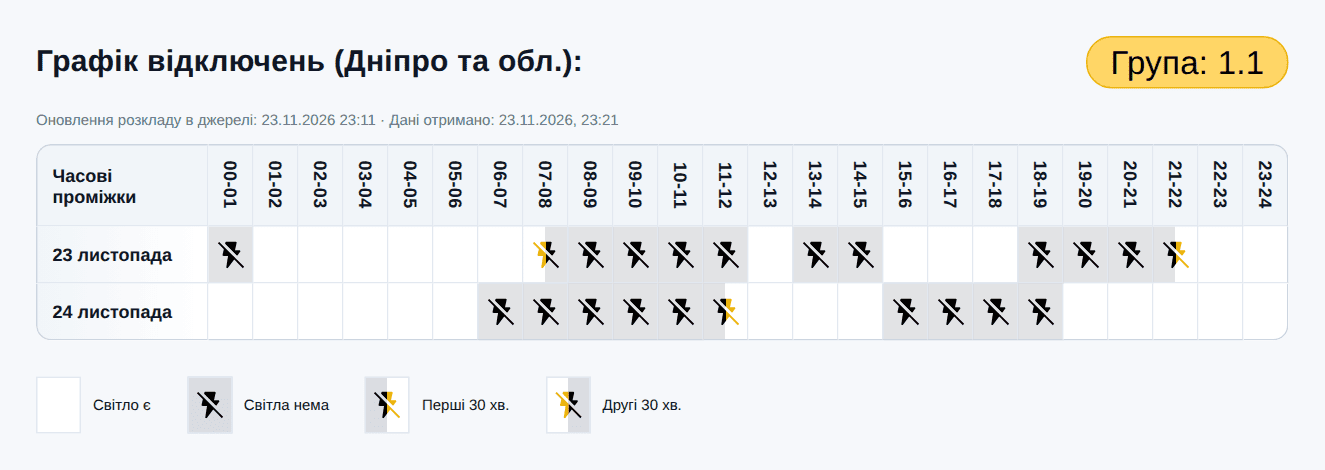 Графік відключень (Дніпро та обл.):
Група: 1.1
Оновлення розкладу в джерелі: 23.11.2026 23:11 · Дані отримано: 23.11.2026, 23:21
Часові
проміжки
00-01
01-02
02-03
03-04
04-05
05-06
06-07
07-08
08-09
09-10
10-11
11-12
12-13
13-14
14-15
15-16
16-17
17-18
18-19
19-20
20-21
21-22
22-23
23-24
23 листопада
24 листопада
Світло є
Світла нема
Перші 30 хв.
Другі 30 хв.